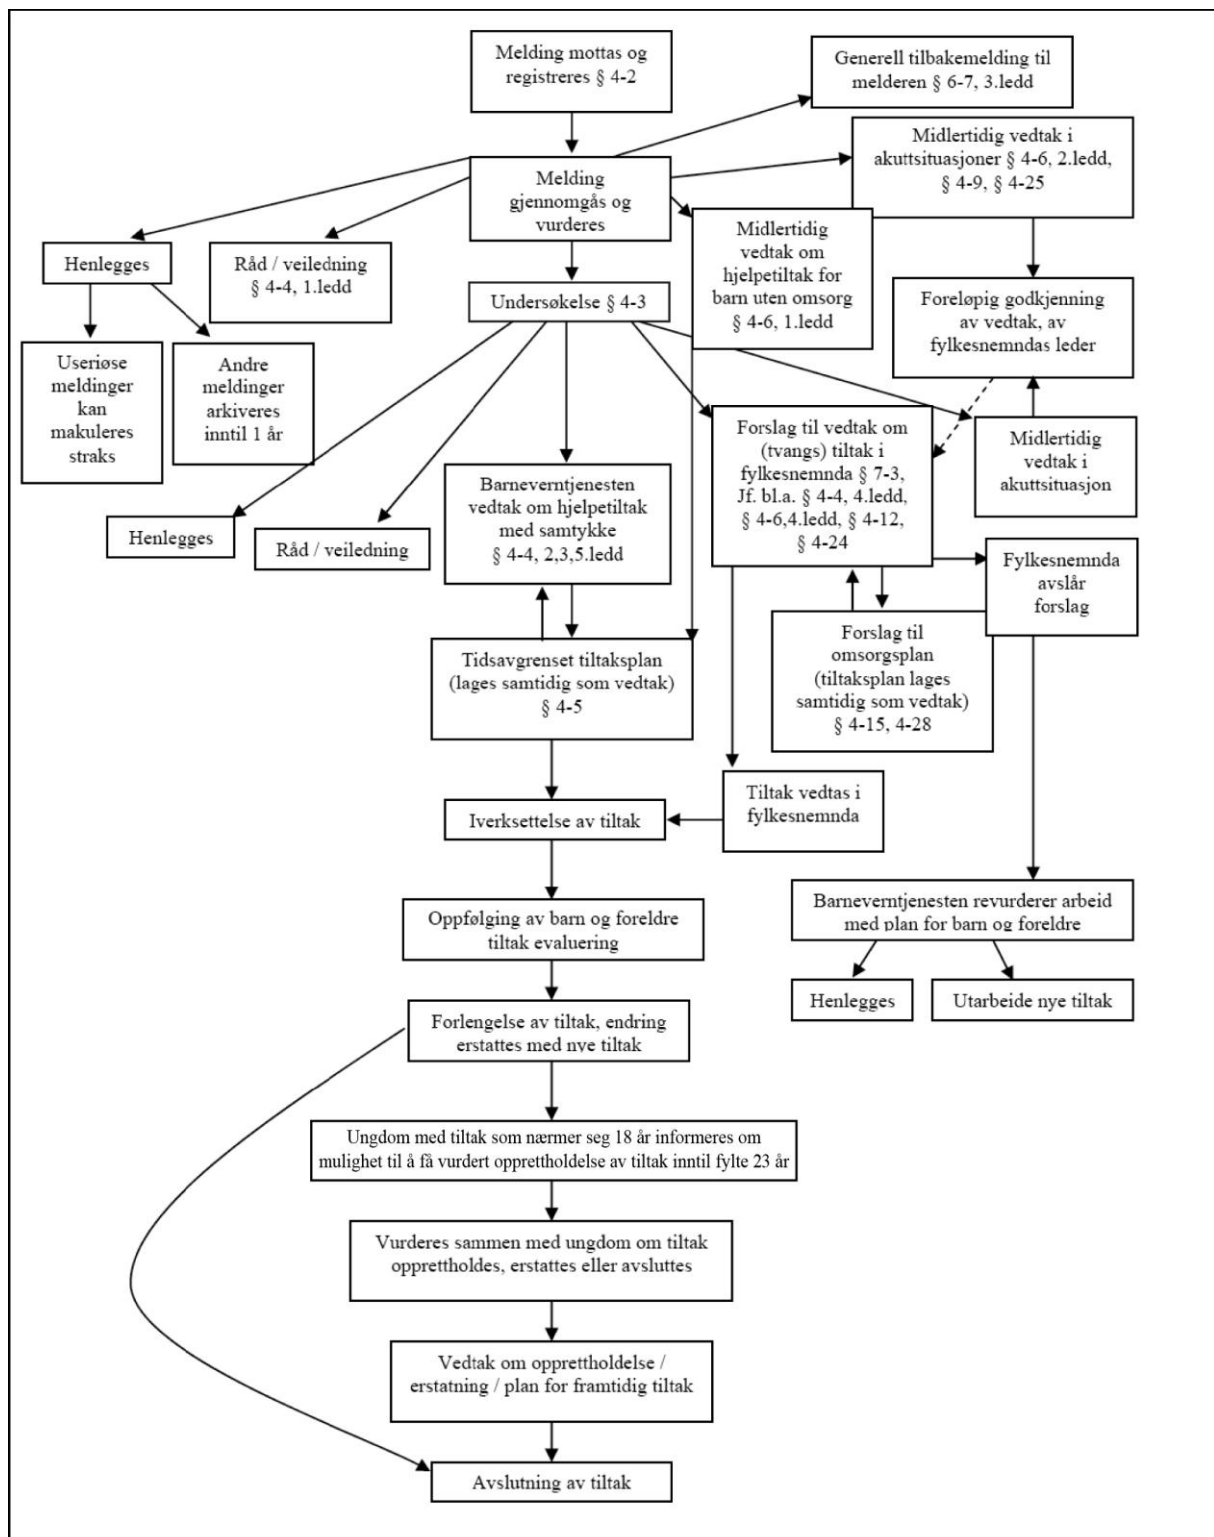 Melding mottas og
registreres § 4-2
Generell tilbakemelding til
melderen § 6-7, 3.ledd
Midlertidig vedtak i
akuttsituasjoner § 4-6, 2.ledd,
§ 4-9, § 4-25
Melding
gjennomgås og
vurderes
Midlertidig
vedtak om
hjelpetiltak for
barn uten omsorg
§ 4-6, 1.ledd
Henlegges
Råd / veiledning
§ 4-4, 1.ledd
Undersøkelse § 4-3
Foreløpig godkjenning
av vedtak, av
fylkesnemndas leder
Useriøse
meldinger
kan
makuleres
straks
Andre
meldinger
arkiveres
inntil 1 år
Forslag til vedtak om
(tvangs) tiltak i
fylkesnemnda § 7-3,
Jf. bl.a. § 4-4, 4.ledd,
§ 4-6,4.ledd, § 4-12,
§ 4-24
Midlertidig
vedtak i
akuttsituasjon
Barneverntjenesten
vedtak om hjelpetiltak
med samtykke
§ 4-4, 2,3,5.ledd
Henlegges
Råd / veiledning
Fylkesnemnda
avslår
forslag
Tidsavgrenset tiltaksplan
(lages samtidig som vedtak)
§ 4-5
Forslag til
omsorgsplan
(tiltaksplan lages
samtidig som vedtak)
§ 4-15, 4-28
Iverksettelse av tiltak
Tiltak vedtas i
fylkesnemnda
Oppfølging av barn og foreldre
tiltak evaluering
Barneverntjenesten revurderer arbeid
med plan for barn og foreldre
Henlegges
Utarbeide nye tiltak
Forlengelse av tiltak, endring
erstattes med nye tiltak
Ungdom med tiltak som nærmer seg 18 år informeres om
mulighet til å få vurdert opprettholdelse av tiltak inntil fylte 23 år
Vurderes sammen med ungdom om tiltak
opprettholdes, erstattes eller avsluttes
Vedtak om opprettholdelse /
erstatning / plan for framtidig tiltak
Avslutning av tiltak